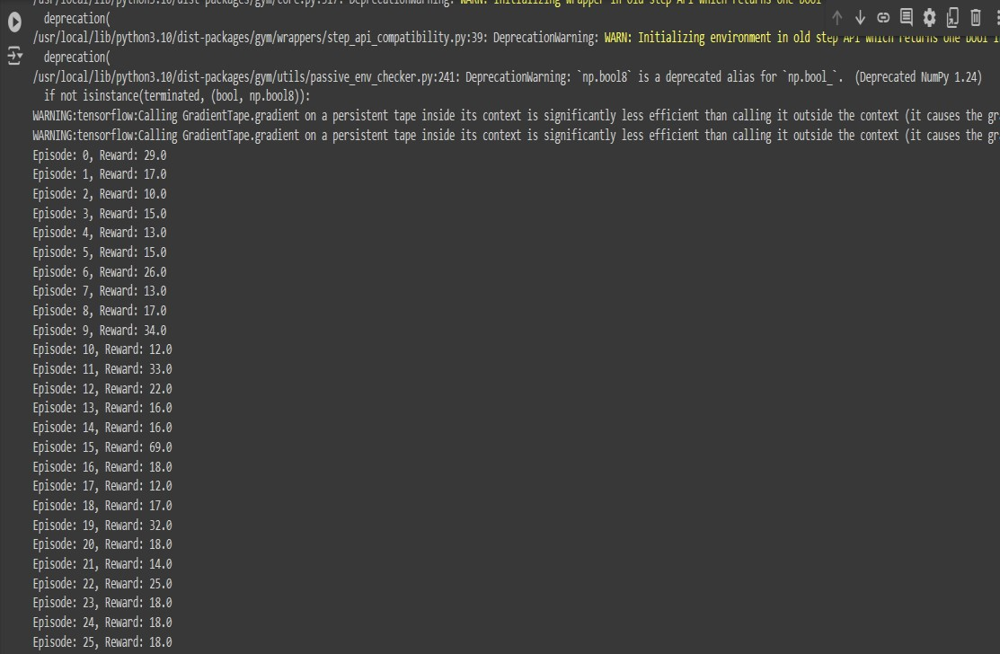 /usr/local/lib/python3.10/dist-packages/gym/core.py:317: DeprecationWarning: WARN: Initializing wrapper in old step API which returns one bool
deprecation(
/usr/local/lib/python3.10/dist-packages/gym/wrappers/step_api_compatibility.py:39: DeprecationWarning: WARN: Initializing environment in old step API which returns one bool
deprecation(
/usr/local/lib/python3.10/dist-packages/gym/utils/passive_env_checker.py:241: DeprecationWarning: `np.bool8` is a deprecated alias for `np.bool_`.  (Deprecated NumPy 1.24)
if not isinstance(terminated, (bool, np.bool8)):
WARNING:tensorflow:Calling GradientTape.gradient on a persistent tape inside its context is significantly less efficient than calling it outside the context (it causes the gr
WARNING:tensorflow:Calling GradientTape.gradient on a persistent tape inside its context is significantly less efficient than calling it outside the context (it causes the gr
Episode: 0, Reward: 29.0
Episode: 1, Reward: 17.0
Episode: 2, Reward: 10.0
Episode: 3, Reward: 15.0
Episode: 4, Reward: 13.0
Episode: 5, Reward: 15.0
Episode: 6, Reward: 26.0
Episode: 7, Reward: 13.0
Episode: 8, Reward: 17.0
Episode: 9, Reward: 34.0
Episode: 10, Reward: 12.0
Episode: 11, Reward: 33.0
Episode: 12, Reward: 22.0
Episode: 13, Reward: 16.0
Episode: 14, Reward: 16.0
Episode: 15, Reward: 69.0
Episode: 16, Reward: 18.0
Episode: 17, Reward: 12.0
Episode: 18, Reward: 17.0
Episode: 19, Reward: 32.0
Episode: 20, Reward: 18.0
Episode: 21, Reward: 14.0
Episode: 22, Reward: 25.0
Episode: 23, Reward: 18.0
Episode: 24, Reward: 18.0
Episode: 25, Reward: 18.0